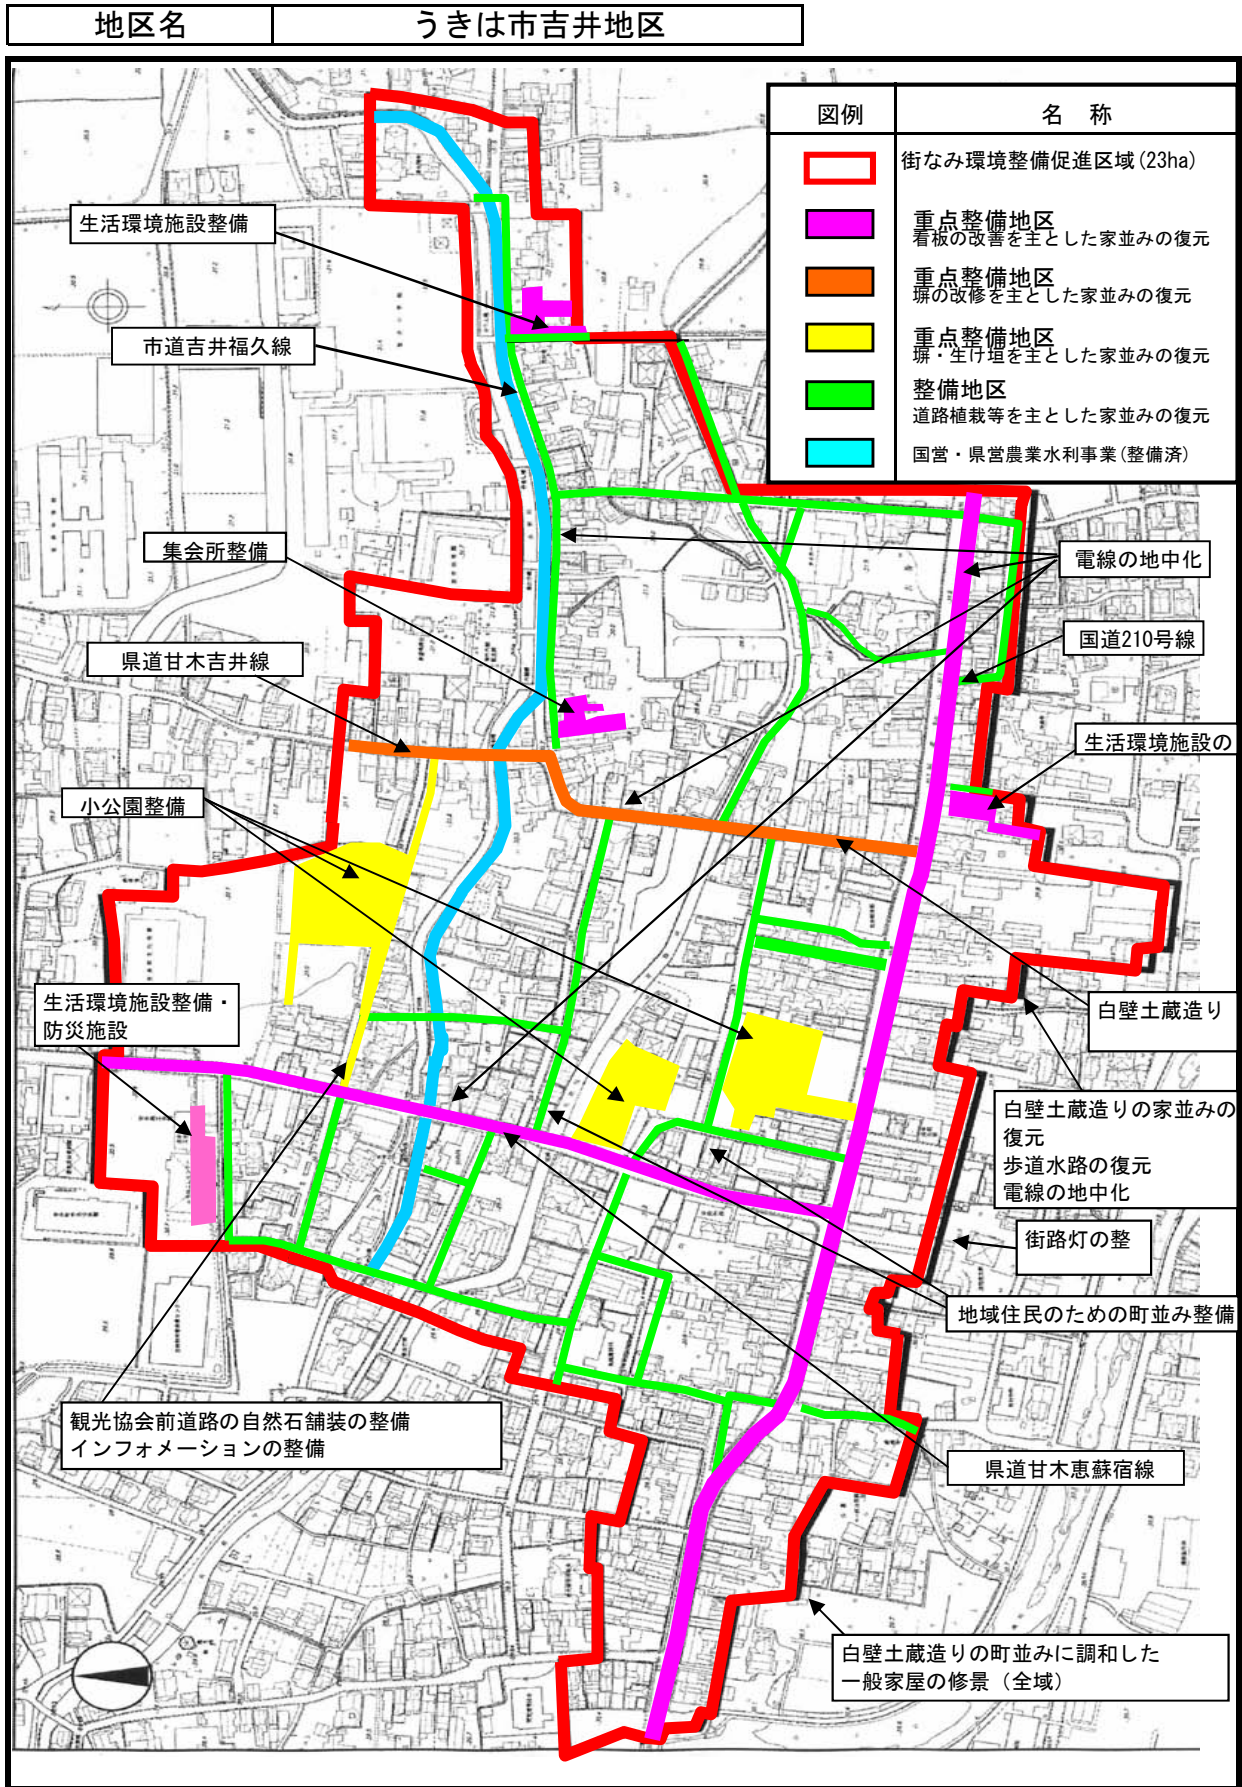 地区名
うきは市吉井地区
図例
名 称
街なみ環境整備促進区域(23ha)
重点整備地区
看板の改善を主とした家並みの復元
重点整備地区
塀の改修を主とした家並みの復元
重点整備地区
塀・生け垣を主とした家並みの復元
整備地区
道路植栽等を主とした家並みの復元
国営・県営農業水利事業(整備済)
生活環境施設整備
市道吉井福久線
集会所整備
電線の地中化
国道210号線
県道甘木吉井線
生活環境施設の
小公園整備
生活環境施設整備・
防災施設
白壁土蔵造り
白壁土蔵造りの家並みの
復元
歩道水路の復元
電線の地中化
街路灯の整
地域住民のための町並み整備
観光協会前道路の自然石舗装の整備
インフォメーションの整備
県道甘木恵蘇宿線
白壁土蔵造りの町並みに調和した
一般家屋の修景（全域）